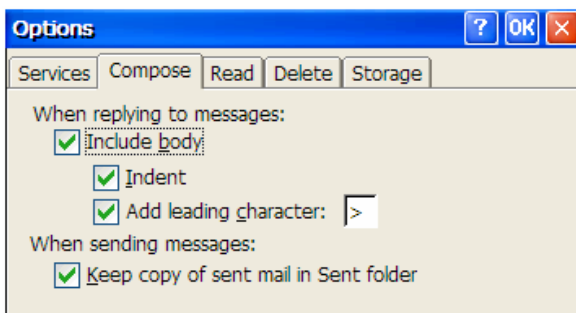 Options ? OK ×
Services Compose Read Delete Storage
When replying to messages:
Include body
Indent
Add leading character: >
When sending messages:
Keep copy of sent mail in Sent folder